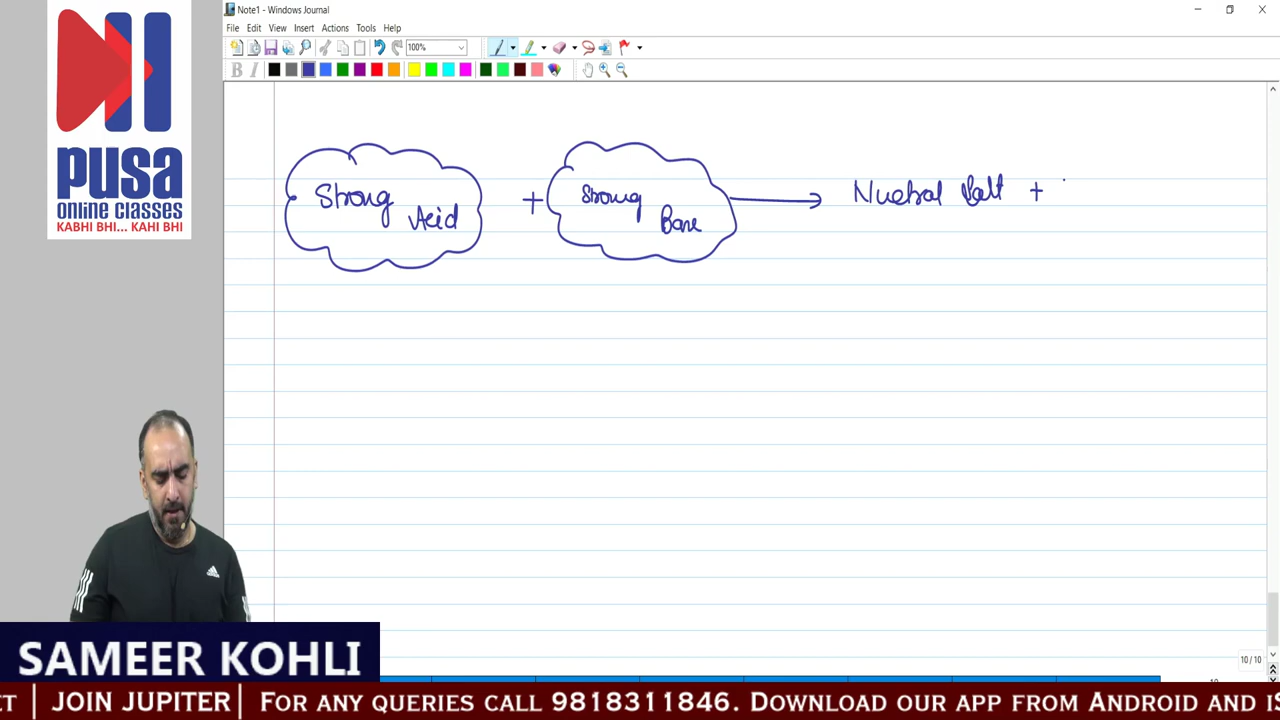 Note1 - Windows Journal
File Edit View Insert Actions Tools Help
100%
B I
PUSA
ONLINE CLASSES
KABHI BHI... KAHI BHI
Strong Acid + Strong Base → Nuetral Salt +
10/10
SAMEER KOHLI
ET | JOIN JUPITER | FOR ANY QUERIES CALL 9818311846. DOWNLOAD OUR APP FROM ANDROID AND IS